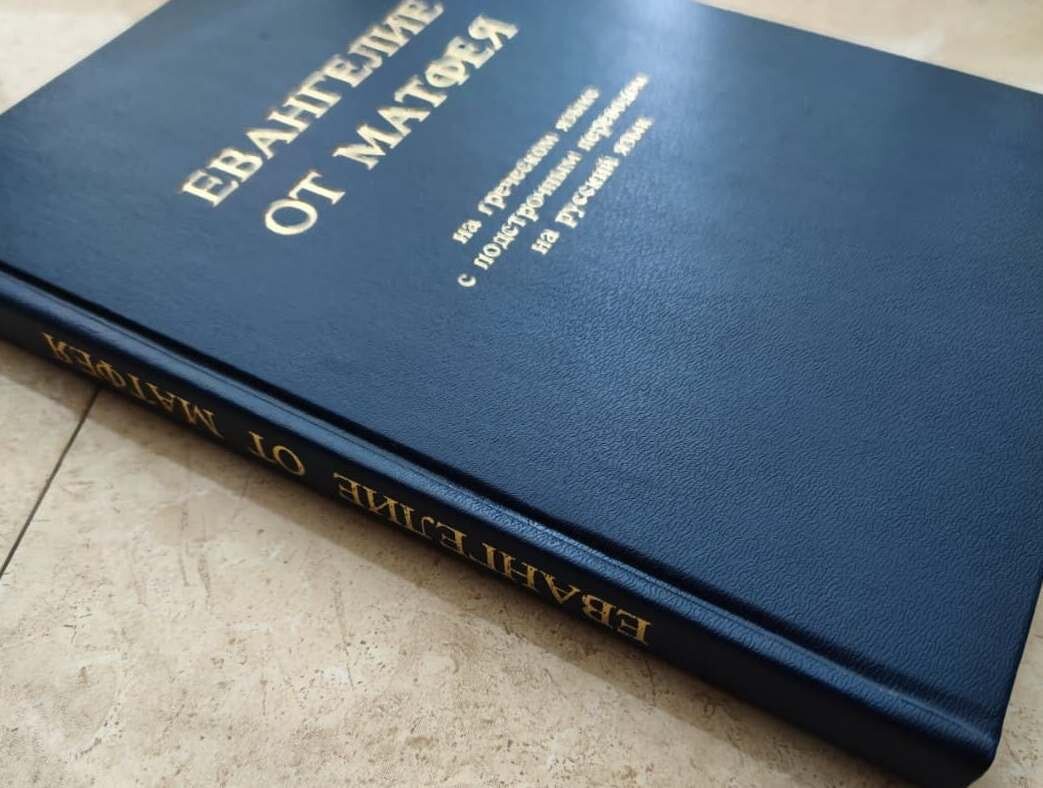 ЕВАНГЕЛИЕ
ОТ МАТФЕЯ
на греческом языке
с подстрочным переводом
на русский язык
ЕВАНГЕЛИЕ ОТ МАТФЕЯ